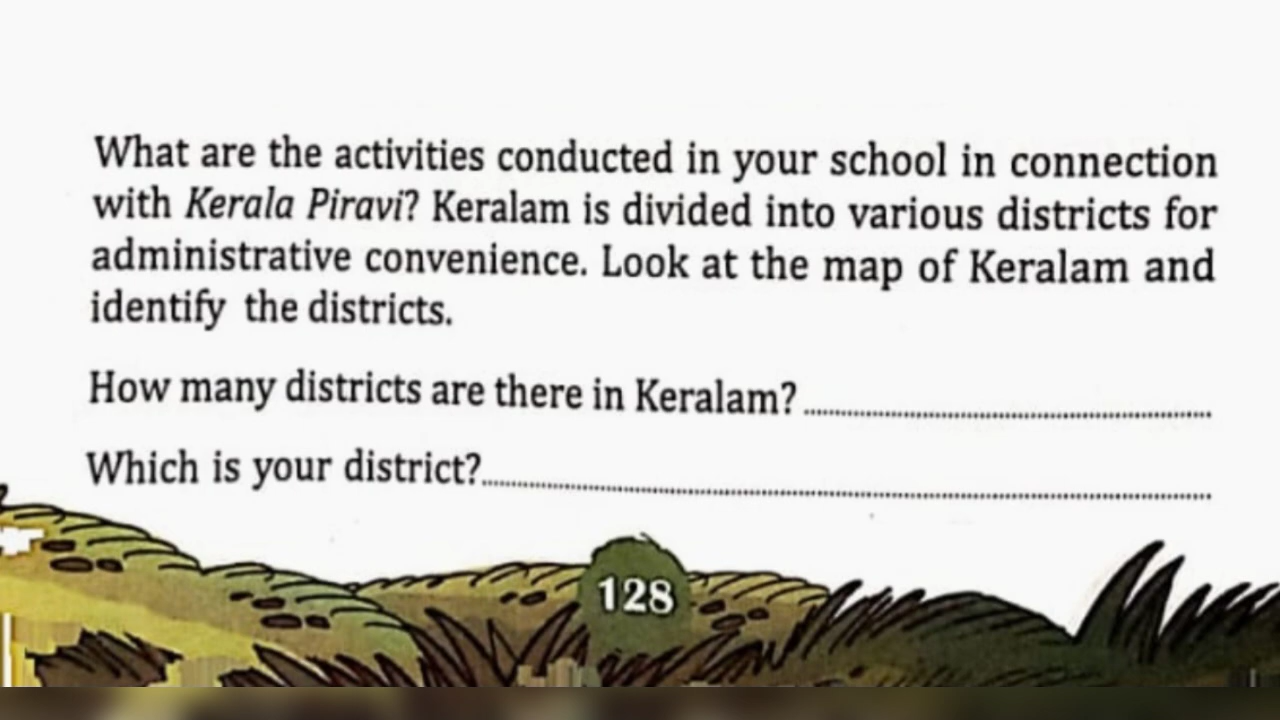 What are the activities conducted in your school in connection
with Kerala Piravi? Keralam is divided into various districts for
administrative convenience. Look at the map of Keralam and
identify the districts.
How many districts are there in Keralam?
Which is your district?
128